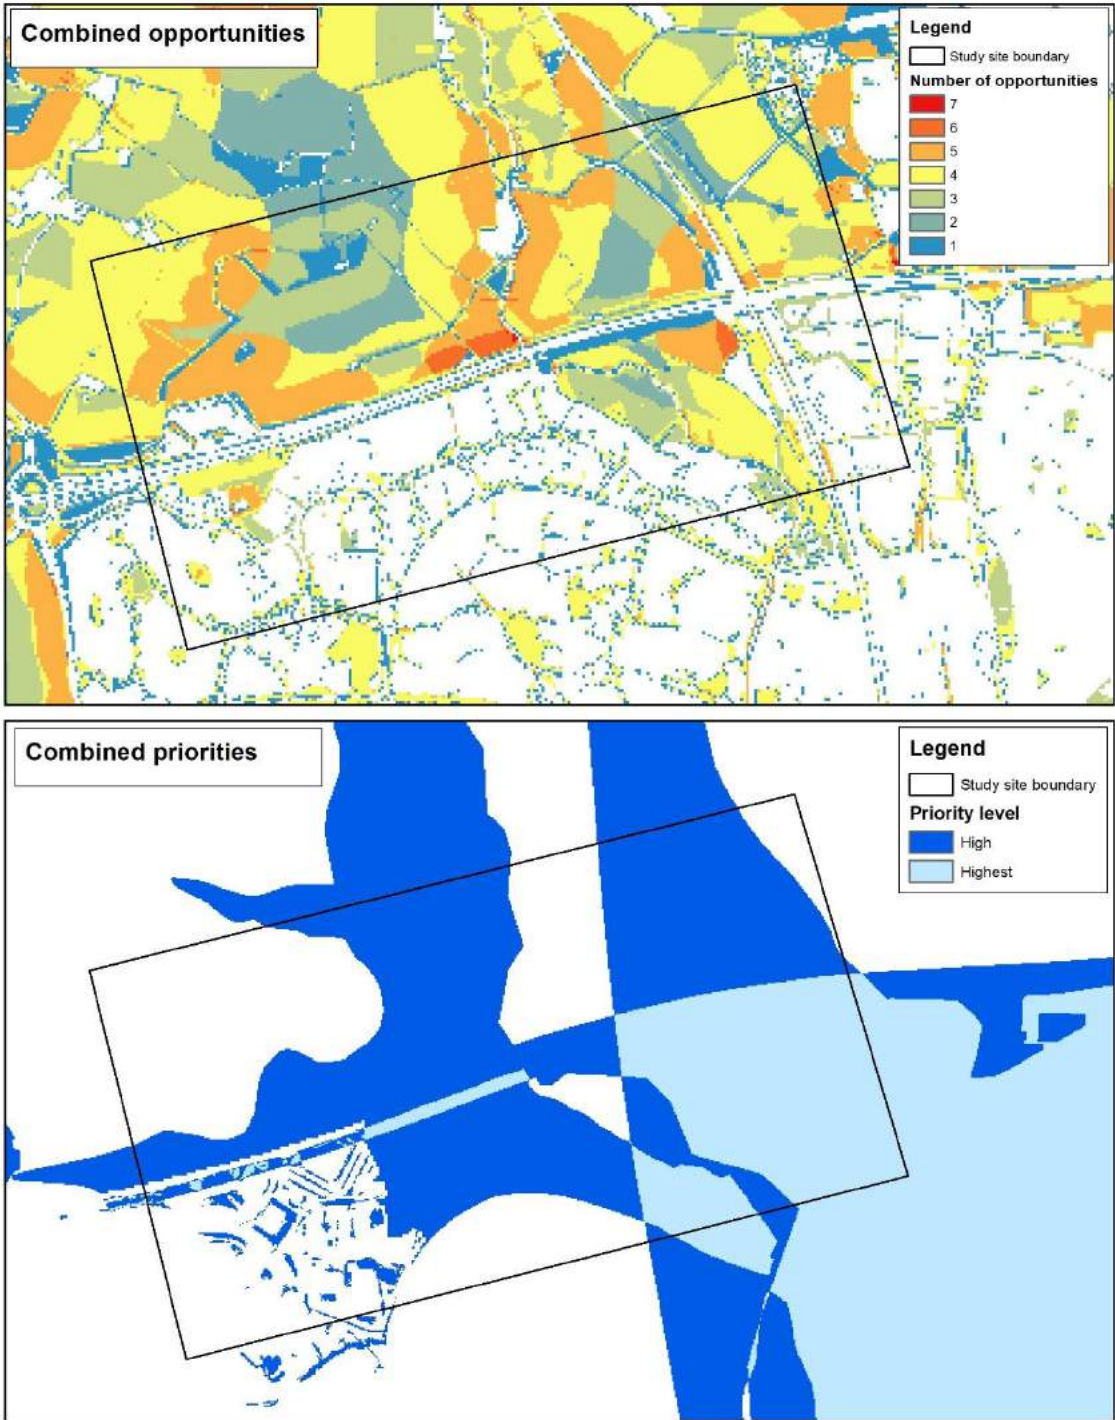 Combined opportunities
Legend
Study site boundary
Number of opportunities
7
6
5
4
3
2
1
Combined priorities
Legend
Study site boundary
Priority level
High
Highest